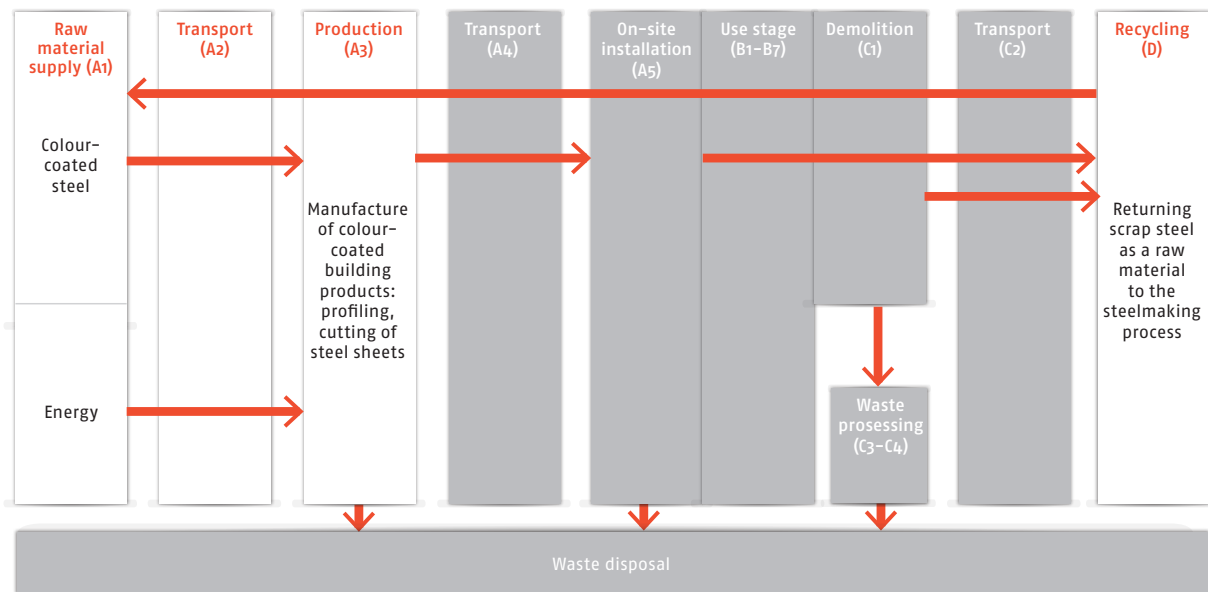 Raw
material
supply (A1)
Transport
(A2)
Production
(A3)
Transport
(A4)
On-site
installation
(A5)
Use stage
(B1-B7)
Demolition
(C1)
Transport
(C2)
Recycling
(D)
Colour-
coated
steel
Energy
Manufacture
of colour-
coated
building
products:
profiling,
cutting of
steel sheets
Waste
prosessing
(C3-C4)
Returning
scrap steel
as a raw
material
to the
steelmaking
process
Waste disposal